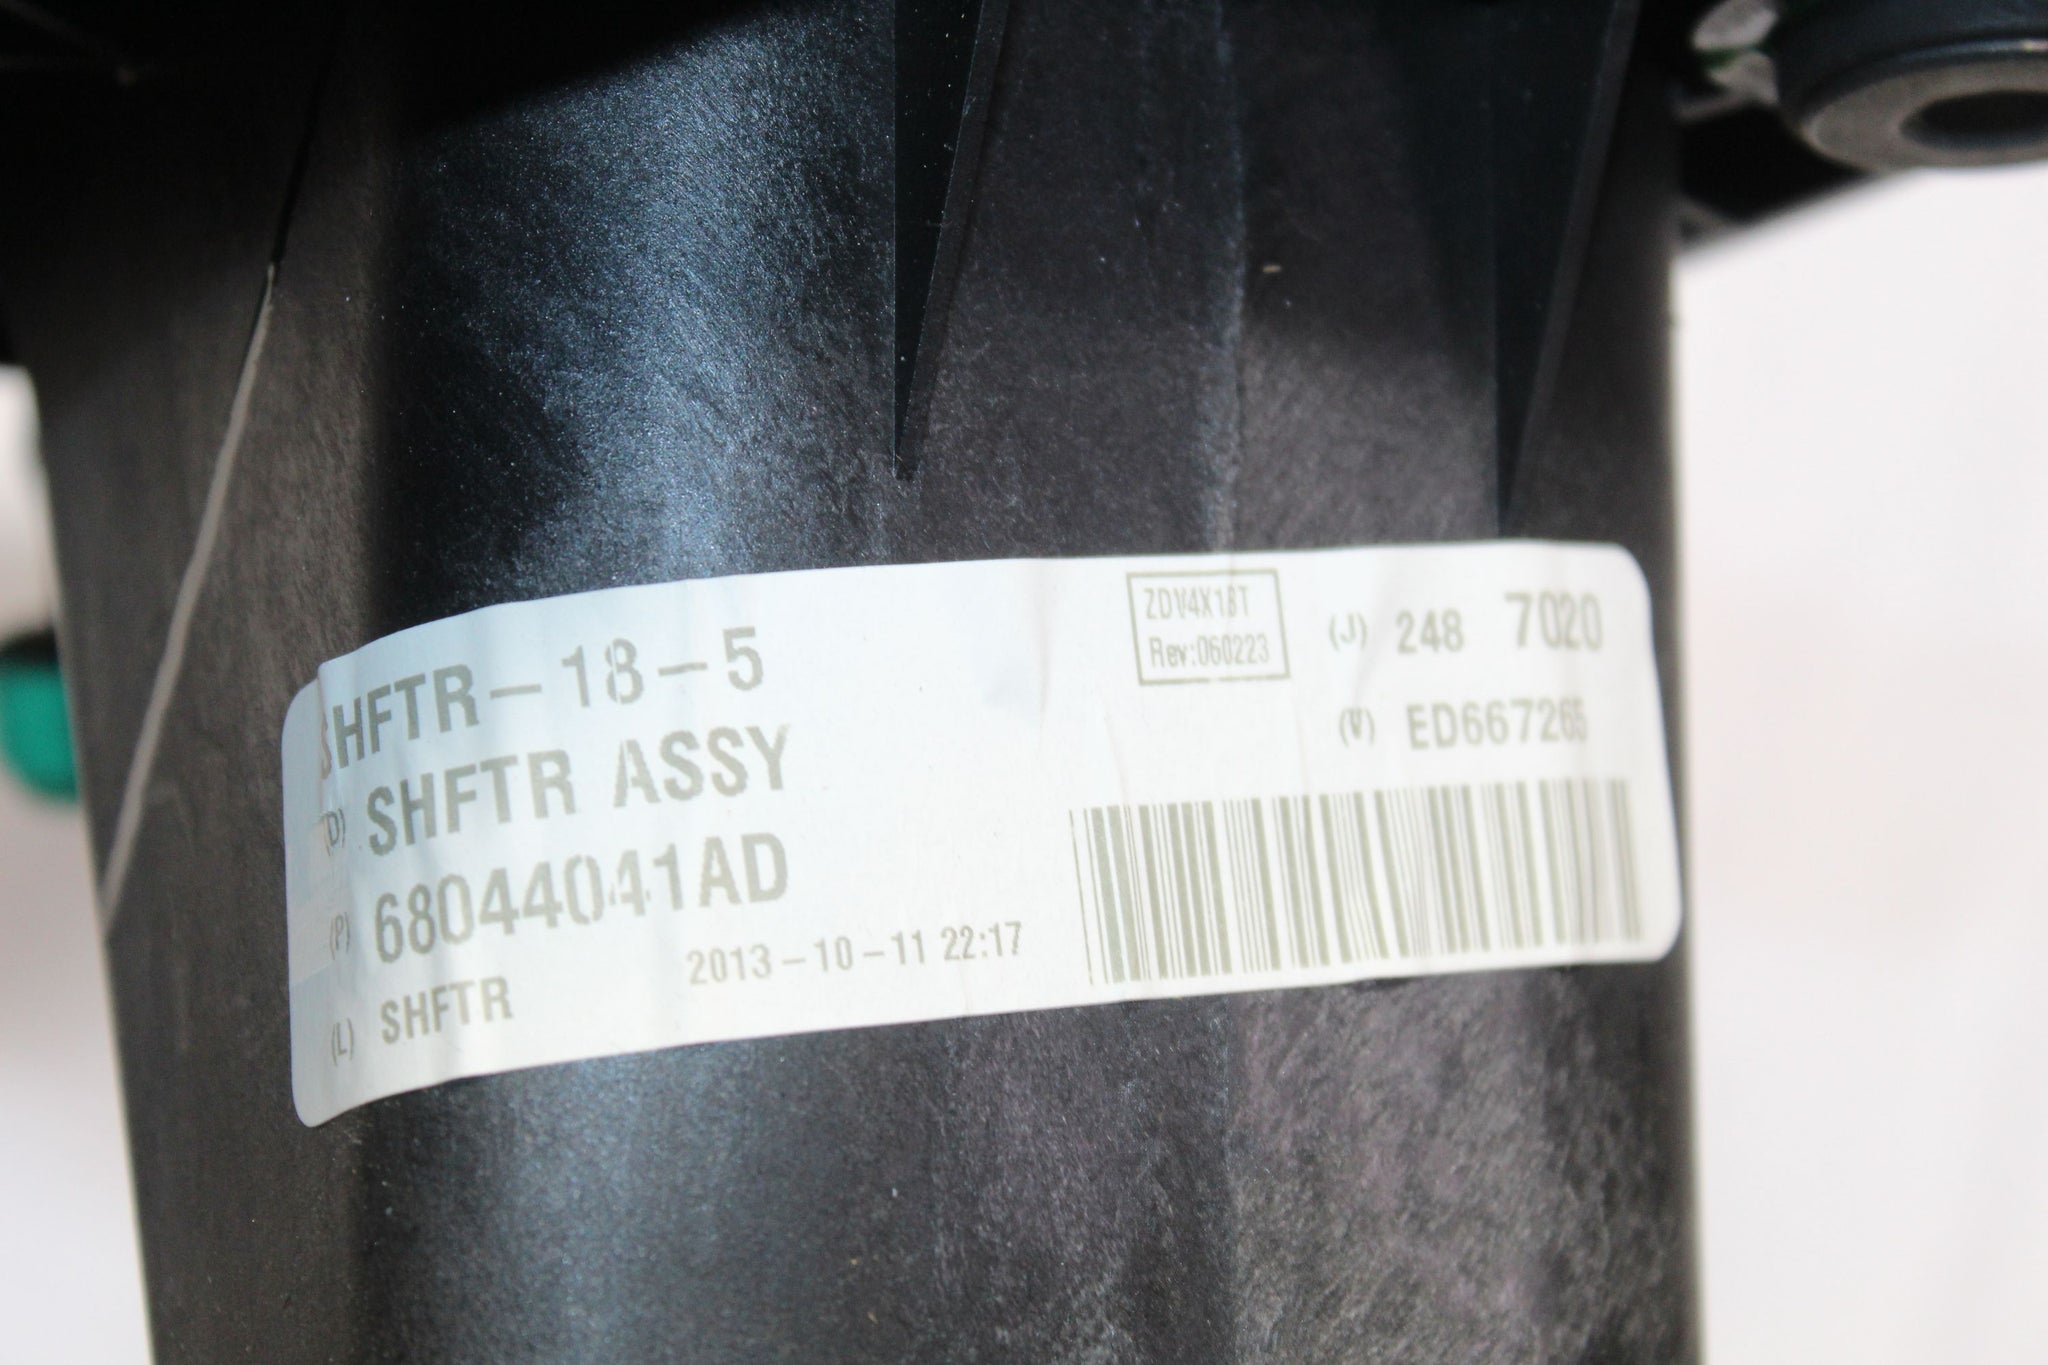 SHFTR-18-5
(D) SHFTR ASSY
(P) 68044041AD
(L) SHFTR
2013-10-11 22:17
ZDV4X18T
Rev:060223
(J) 248 7020
(V) ED667265